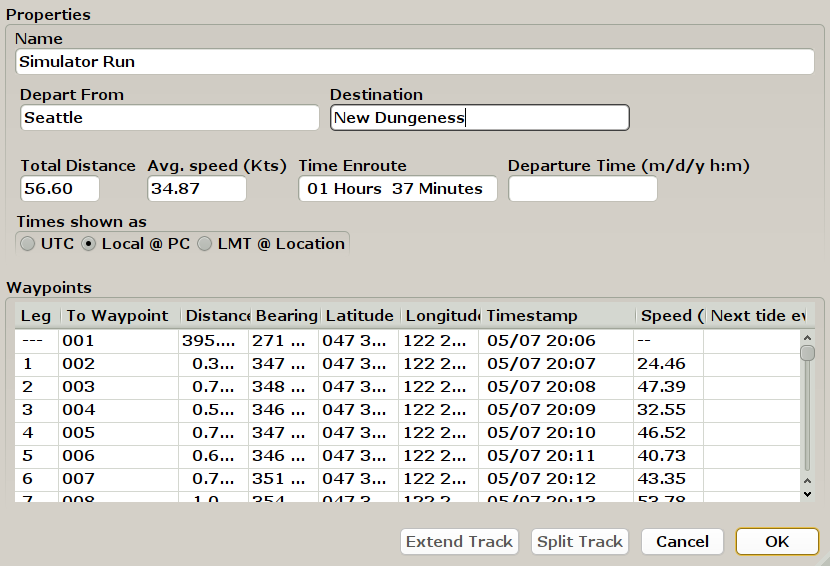 Properties
Name
Simulator Run
Depart From Destination
Seattle New Dungeness
Total Distance Avg. speed (Kts) Time Enroute Departure Time (m/d/y h:m)
56.60 34.87 01 Hours 37 Minutes
Times shown as
UTC Local @ PC LMT @ Location
Waypoints
Leg To Waypoint Distance Bearing Latitude Longitude Timestamp Speed ( Next tide ev
--- 001 395.... 271 ... 047 3... 122 2... 05/07 20:06 --
1 002 0.3... 347 ... 047 3... 122 2... 05/07 20:07 24.46
2 003 0.7... 348 ... 047 3... 122 2... 05/07 20:08 47.39
3 004 0.5... 346 ... 047 3... 122 2... 05/07 20:09 32.55
4 005 0.7... 347 ... 047 3... 122 2... 05/07 20:10 46.52
5 006 0.6... 346 ... 047 3... 122 2... 05/07 20:11 40.73
6 007 0.7... 351 ... 047 3... 122 2... 05/07 20:12 43.35
7 008 1.0... 354 ... 047 3... 122 2... 05/07 20:13 53.78
Extend Track Split Track Cancel OK